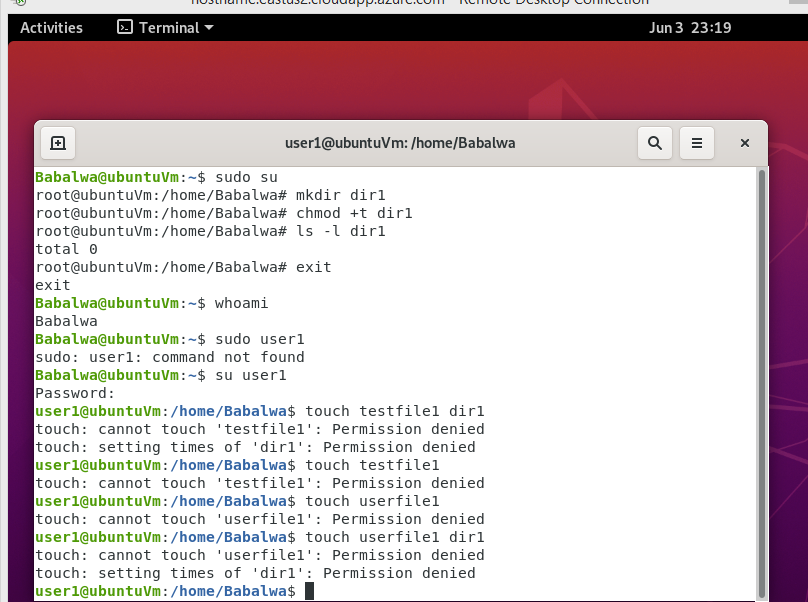 hostname.eastus2.cloudapp.azure.com - Remote Desktop Connection
Activities Terminal Jun 3 23:19
user1@ubuntuVm: /home/Babalwa
Babalwa@ubuntuVm:~$ sudo su
root@ubuntuVm:/home/Babalwa# mkdir dir1
root@ubuntuVm:/home/Babalwa# chmod +t dir1
root@ubuntuVm:/home/Babalwa# ls -l dir1
total 0
root@ubuntuVm:/home/Babalwa# exit
exit
Babalwa@ubuntuVm:~$ whoami
Babalwa
Babalwa@ubuntuVm:~$ sudo user1
sudo: user1: command not found
Babalwa@ubuntuVm:~$ su user1
Password:
user1@ubuntuVm:/home/Babalwa$ touch testfile1 dir1
touch: cannot touch 'testfile1': Permission denied
touch: setting times of 'dir1': Permission denied
user1@ubuntuVm:/home/Babalwa$ touch testfile1
touch: cannot touch 'testfile1': Permission denied
user1@ubuntuVm:/home/Babalwa$ touch userfile1
touch: cannot touch 'userfile1': Permission denied
user1@ubuntuVm:/home/Babalwa$ touch userfile1 dir1
touch: cannot touch 'userfile1': Permission denied
touch: setting times of 'dir1': Permission denied
user1@ubuntuVm:/home/Babalwa$